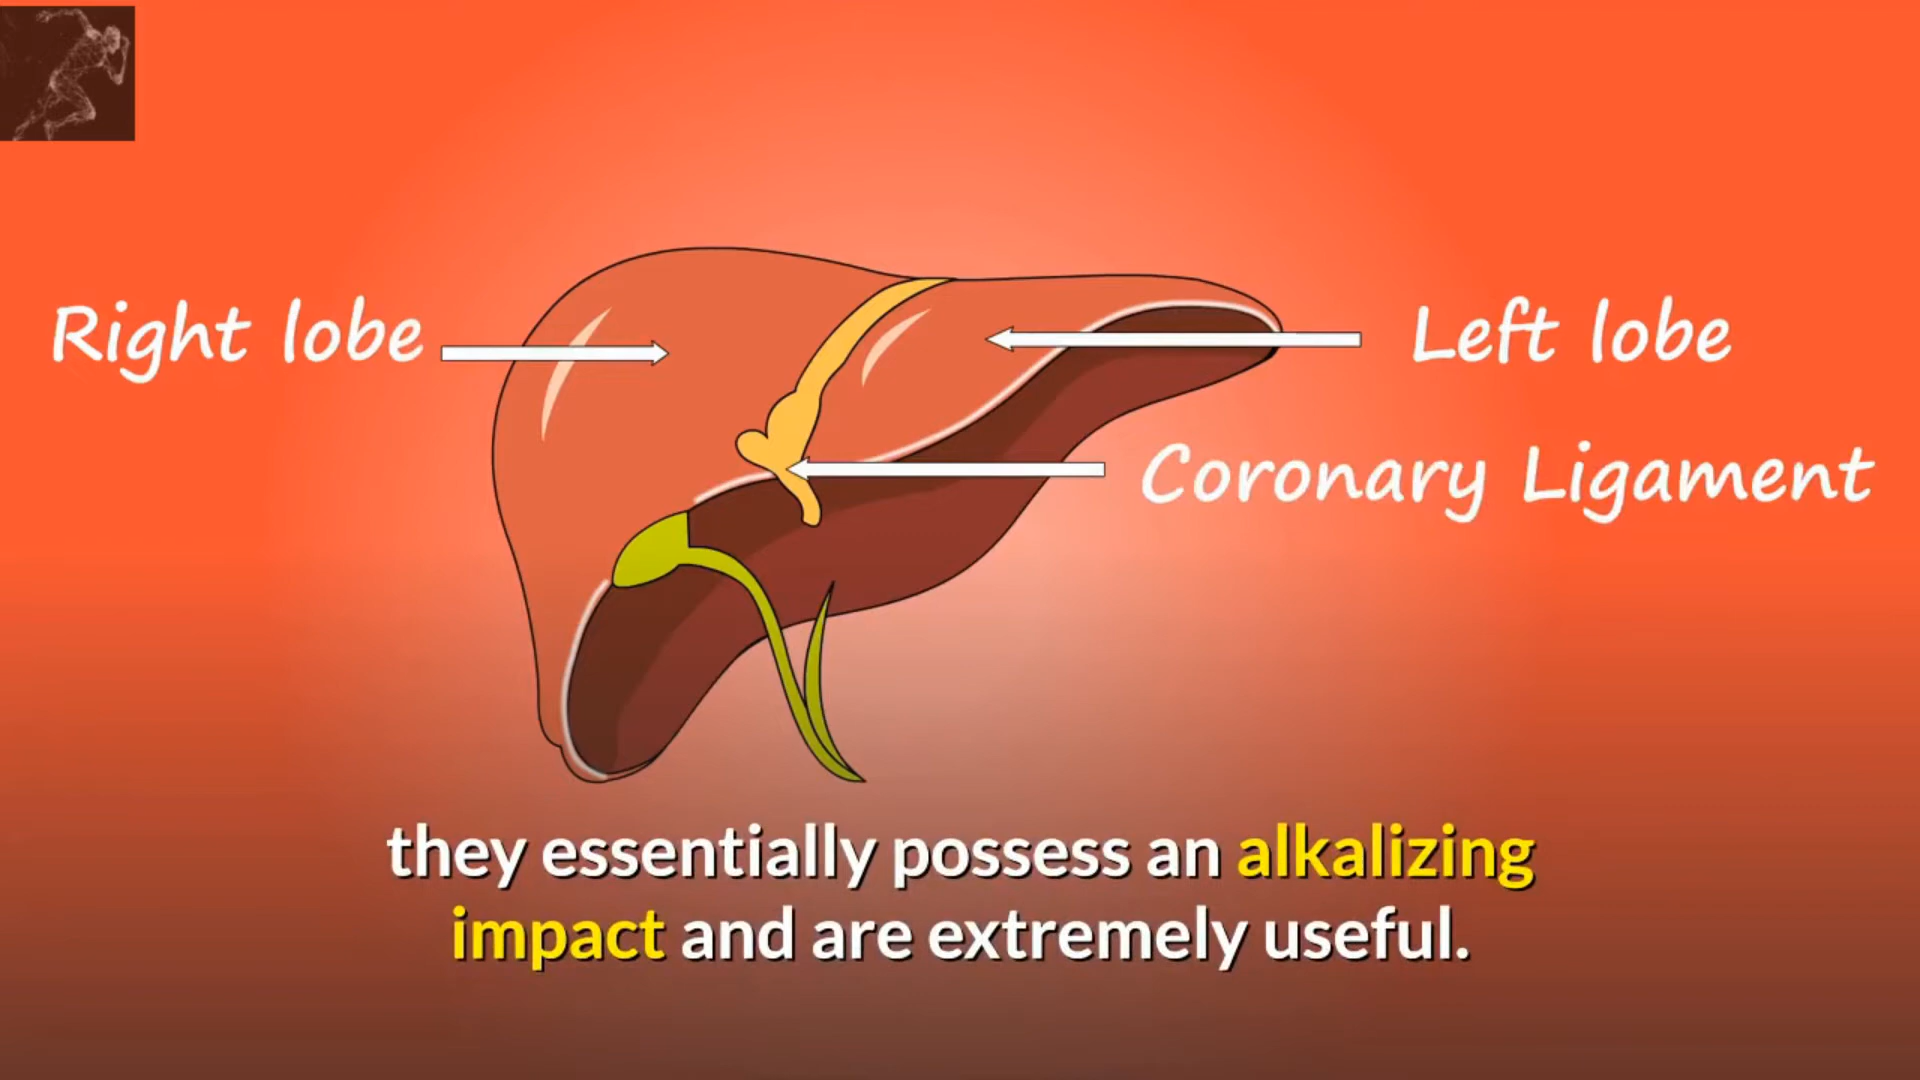 Right lobe
Left lobe
Coronary Ligament
they essentially possess an alkalizing
impact and are extremely useful.